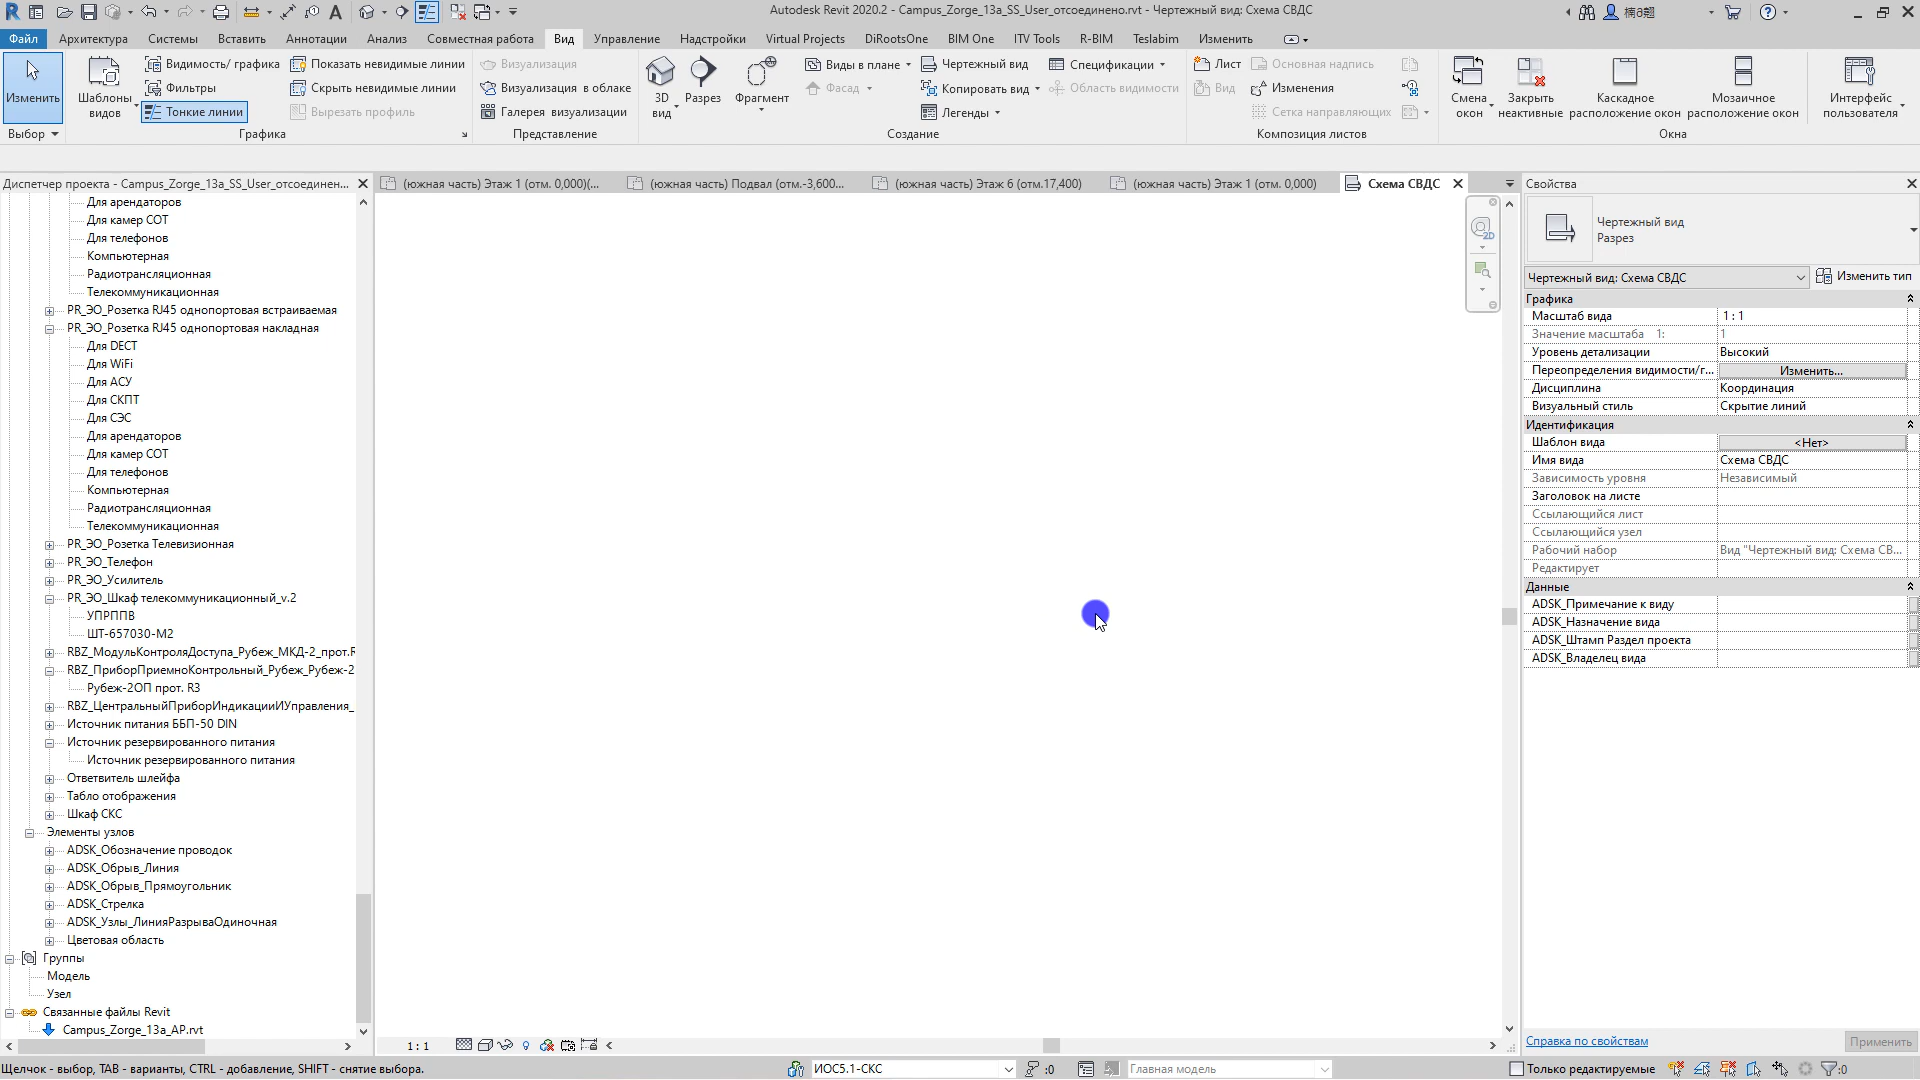 Autodesk Revit 2020.2 - Campus_Zorge_13a_SS_User_отсоединено.rvt - Чертежный вид: Схема СВДС
Файл Архитектура Системы Вставить Аннотации Анализ Совместная работа Вид Управление Надстройки Virtual Projects DiRootsOne BIM One ITV Tools R-BIM Teslabim Изменить
Изменить
Выбор
Шаблоны видов
Видимость/ графика
Фильтры
Тонкие линии
Показать невидимые линии
Скрыть невидимые линии
Вырезать профиль
Графика
Визуализация
Визуализация в облаке
Галерея визуализации
Представление
3D вид
Разрез
Фрагмент
Виды в плане
Фасад
Чертежный вид
Копировать вид
Легенды
Спецификации
Область видимости
Создание
Лист
Вид
Основная надпись
Изменения
Сетка направляющих
Композиция листов
Смена окон
Закрыть неактивные
Каскадное расположение окон
Мозаичное расположение окон
Окна
Интерфейс пользователя
Диспетчер проекта - Campus_Zorge_13a_SS_User_отсоединен...
Для арендаторов
Для камер СОТ
Для телефонов
Компьютерная
Радиотрансляционная
Телекоммуникационная
PR_ЭО_Розетка RJ45 однопортовая встраиваемая
PR_ЭО_Розетка RJ45 однопортовая накладная
Для DECT
Для WiFi
Для АСУ
Для СКПТ
Для СЭС
Для арендаторов
Для камер СОТ
Для телефонов
Компьютерная
Радиотрансляционная
Телекоммуникационная
PR_ЭО_Розетка Телевизионная
PR_ЭО_Телефон
PR_ЭО_Усилитель
PR_ЭО_Шкаф телекоммуникационный_v.2
УПРППВ
ШТ-657030-М2
RBZ_МодульКонтроляДоступа_Рубеж_МКД-2_прот.R
RBZ_ПриборПриемноКонтрольный_Рубеж_Рубеж-2
Рубеж-2ОП прот. R3
RBZ_ЦентральныйПриборИндикацииИУправления_
Источник питания ББП-50 DIN
Источник резервированного питания
Источник резервированного питания
Ответвитель шлейфа
Табло отображения
Шкаф СКС
Элементы узлов
ADSK_Обозначение проводок
ADSK_Обрыв_Линия
ADSK_Обрыв_Прямоугольник
ADSK_Стрелка
ADSK_Узлы_ЛинияРазрываОдиночная
Цветовая область
Группы
Модель
Узел
Связанные файлы Revit
Campus_Zorge_13a_AP.rvt
(южная часть) Этаж 1 (отм. 0,000)(...
(южная часть) Подвал (отм.-3,600...
(южная часть) Этаж 6 (отм.17,400)
(южная часть) Этаж 1 (отм. 0,000)
Схема СВДС
2D
1 : 1
Свойства
Чертежный вид
Разрез
Чертежный вид: Схема СВДС
Изменить тип
Графика
Масштаб вида 1 : 1
Значение масштаба 1: 1
Уровень детализации Высокий
Переопределения видимости/г... Изменить...
Дисциплина Координация
Визуальный стиль Скрытие линий
Идентификация
Шаблон вида <Нет>
Имя вида Схема СВДС
Зависимость уровня Независимый
Заголовок на листе
Ссылающийся лист
Ссылающийся узел
Рабочий набор Вид "Чертежный вид: Схема СВ...
Редактирует
Данные
ADSK_Примечание к виду
ADSK_Назначение вида
ADSK_Штамп Раздел проекта
ADSK_Владелец вида
Справка по свойствам
Применить
Щелчок - выбор, TAB - варианты, CTRL - добавление, SHIFT - снятие выбора.
ИОС5.1-СКС
:0
Главная модель
Только редактируемые
:0